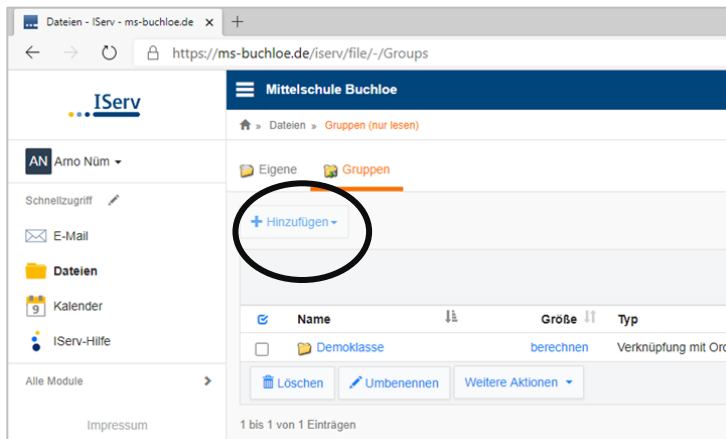 Dateien - IServ - ms-buchloe.de
https://ms-buchloe.de/iserv/file/-/Groups
IServ
Mittelschule Buchloe
» Dateien » Gruppen (nur lesen)
AN Arno Nüm
Eigene Gruppen
Schnellzugriff
+ Hinzufügen
E-Mail
Dateien
9 Kalender
Name Größe Typ
IServ-Hilfe
Demoklasse berechnen Verknüpfung mit Ord
Alle Module
Löschen Umbenennen Weitere Aktionen
Impressum
1 bis 1 von 1 Einträgen